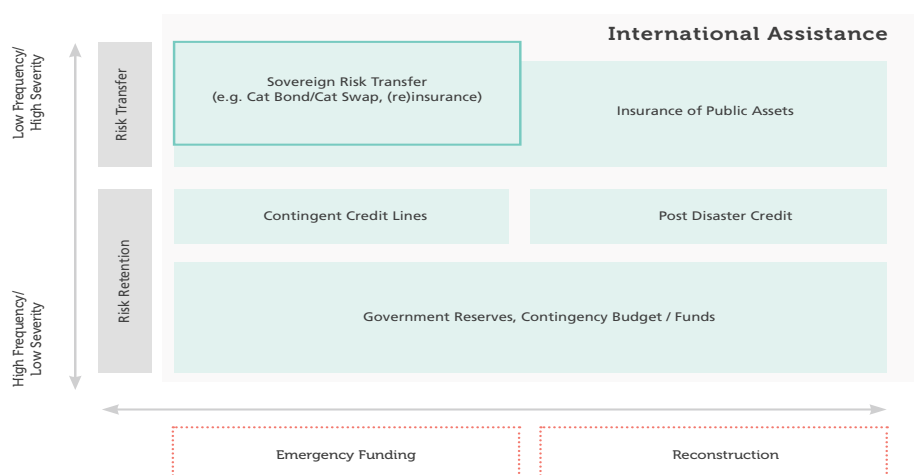 International Assistance
Low Frequency/
High Severity
Risk Transfer
Sovereign Risk Transfer
(e.g. Cat Bond/Cat Swap, (re)insurance)
Insurance of Public Assets
High Frequency/
Low Severity
Risk Retention
Contingent Credit Lines
Post Disaster Credit
Government Reserves, Contingency Budget / Funds
Emergency Funding
Reconstruction